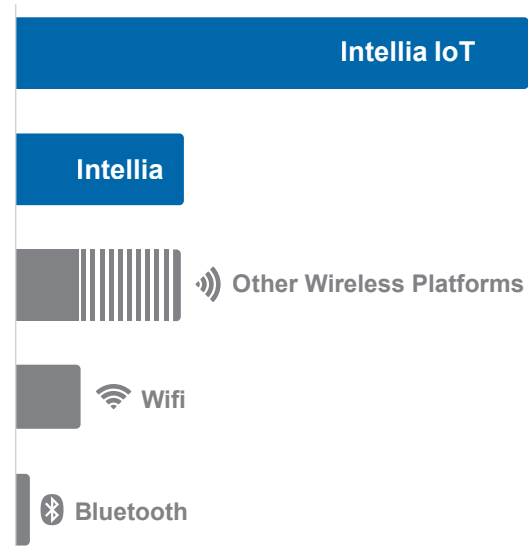 Intellia IoT
Intellia
Other Wireless Platforms
Wifi
Bluetooth